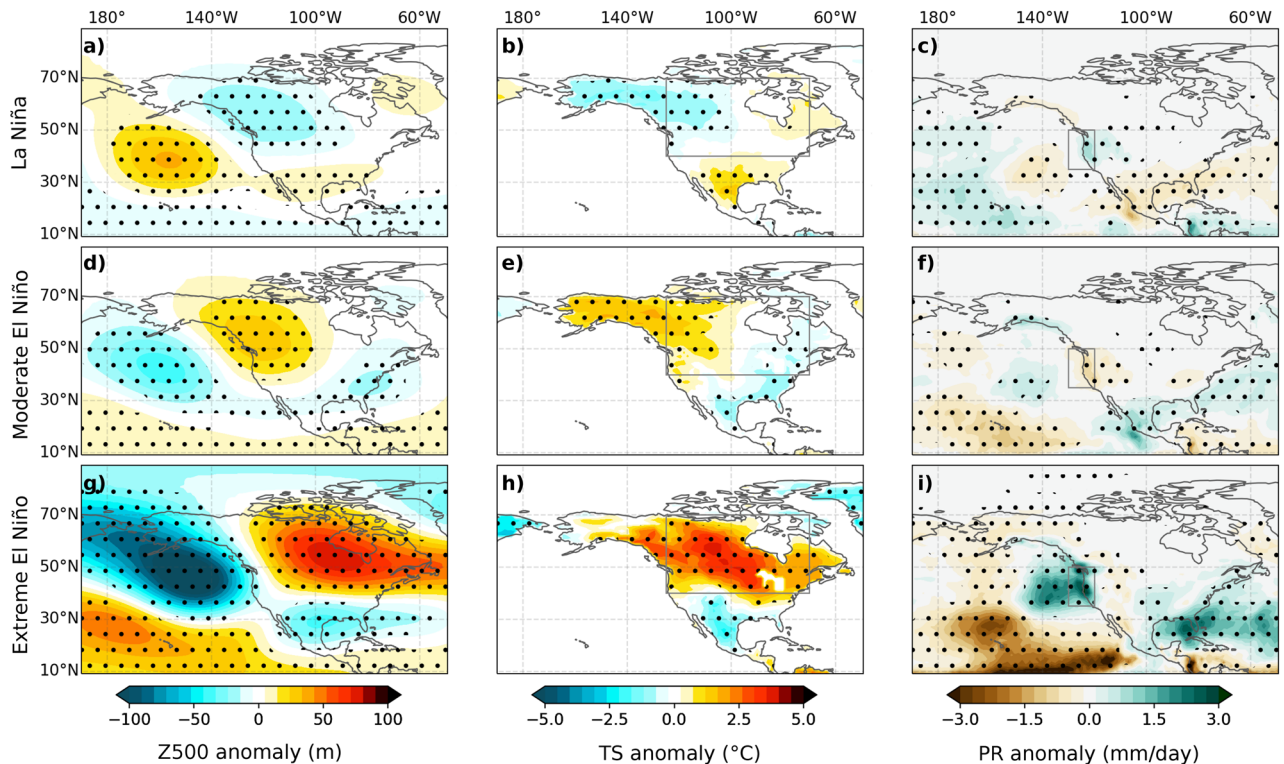 180° 140°W 100°W 60°W 180° 140°W 100°W 60°W 180° 140°W 100°W 60°W
La Niña
a) b) c)
70°N
50°N
30°N
10°N
Moderate El Niño
d) e) f)
70°N
50°N
30°N
10°N
Extreme El Niño
g) h) i)
70°N
50°N
30°N
10°N
−100 −50 0 50 100 −5.0 −2.5 0.0 2.5 5.0 −3.0 −1.5 0.0 1.5 3.0
Z500 anomaly (m) TS anomaly (°C) PR anomaly (mm/day)